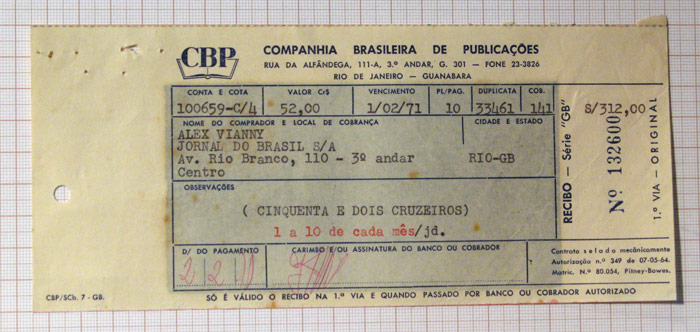 CBP
COMPANHIA BRASILEIRA DE PUBLICAÇÕES
RUA DA ALFÂNDEGA, 111-A, 3.º ANDAR, G. 301 — FONE 23-3826
RIO DE JANEIRO — GUANABARA
CONTA E COTA VALOR Cr$ VENCIMENTO PL/PAG. DUPLICATA COB.
100659-C/4 52,00 1/02/71 10 33461 141
S/312,00
NOME DO COMPRADOR E LOCAL DE COBRANÇA CIDADE E ESTADO
ALEX VIANNY
JORNAL DO BRASIL S/A
Av. Rio Branco, 110 - 3º andar RIO-GB
Centro
OBSERVAÇÕES
( CINQUENTA E DOIS CRUZEIROS)
1 a 10 de cada mês/jd.
D/ DO PAGAMENTO CARIMBO E/OU ASSINATURA DO BANCO OU COBRADOR
RECIBO — Série "GB"
Nº 132600
1.ª VIA — ORIGINAL
Contrato selado mecânicamente
Autorização n.º 349 de 07-05-64.
Matric. N.º 80.054, Pitney-Bowes.
CBP/SCb. 7 - GB.
SÓ É VÁLIDO O RECIBO NA 1.ª VIA E QUANDO PASSADO POR BANCO OU COBRADOR AUTORIZADO